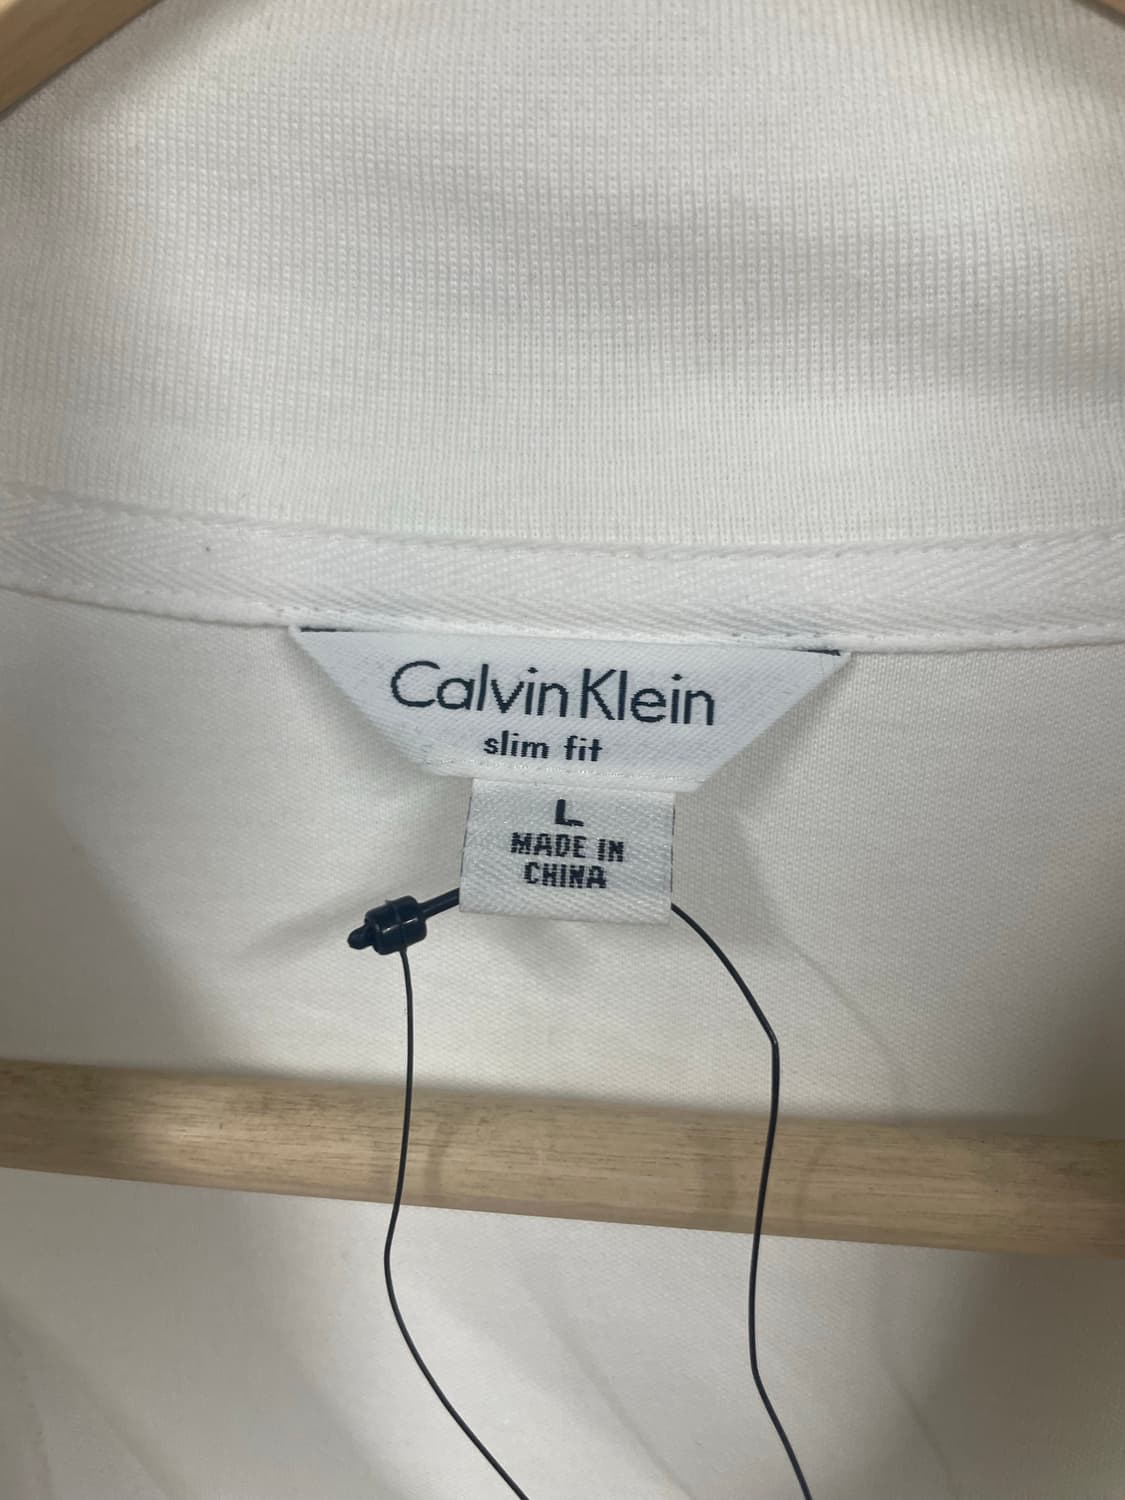 Calvin Klein
slim fit
L
MADE IN
CHINA